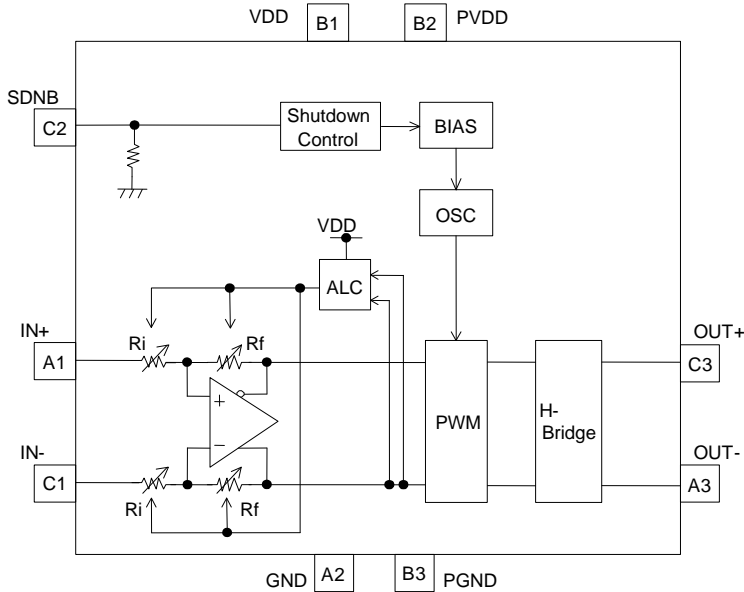 VDD
B1
B2
PVDD
SDNB
C2
Shutdown
Control
BIAS
OSC
VDD
ALC
IN+
A1
Ri
Rf
OUT+
C3
+
PWM
H-
Bridge
−
IN-
C1
Ri
Rf
OUT-
A3
GND
A2
B3
PGND